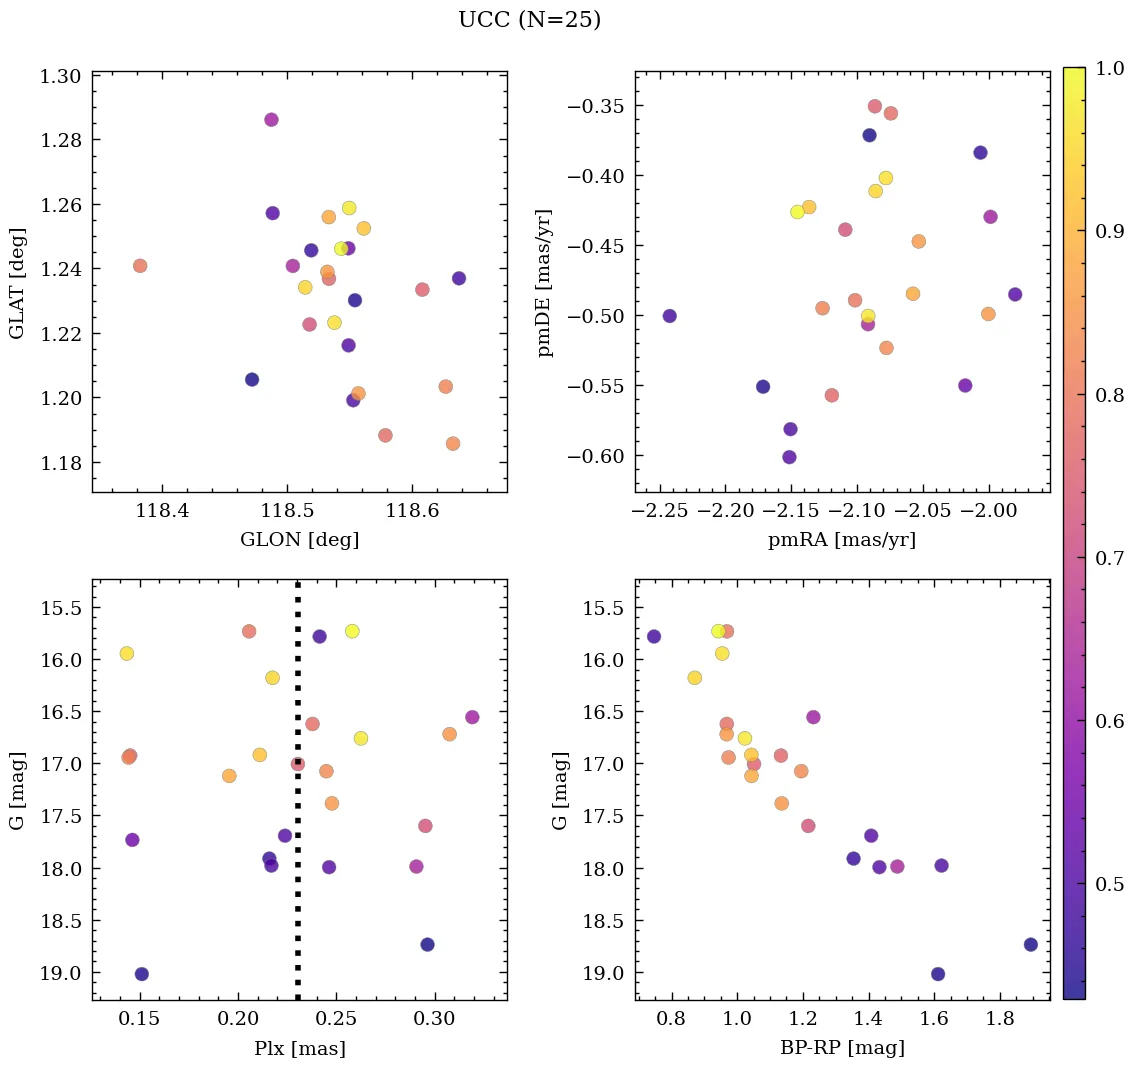 UCC (N=25)
1.30
1.28
1.26
1.24
1.22
1.20
1.18
GLAT [deg]
118.4 118.5 118.6
GLON [deg]
−0.35
−0.40
−0.45
−0.50
−0.55
−0.60
pmDE [mas/yr]
−2.25 −2.20 −2.15 −2.10 −2.05 −2.00
pmRA [mas/yr]
15.5
16.0
16.5
17.0
17.5
18.0
18.5
19.0
G [mag]
0.15 0.20 0.25 0.30
Plx [mas]
15.5
16.0
16.5
17.0
17.5
18.0
18.5
19.0
G [mag]
0.8 1.0 1.2 1.4 1.6 1.8
BP-RP [mag]
1.0
0.9
0.8
0.7
0.6
0.5